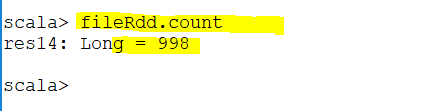 scala> fileRdd.count
res14: Long = 998
scala>